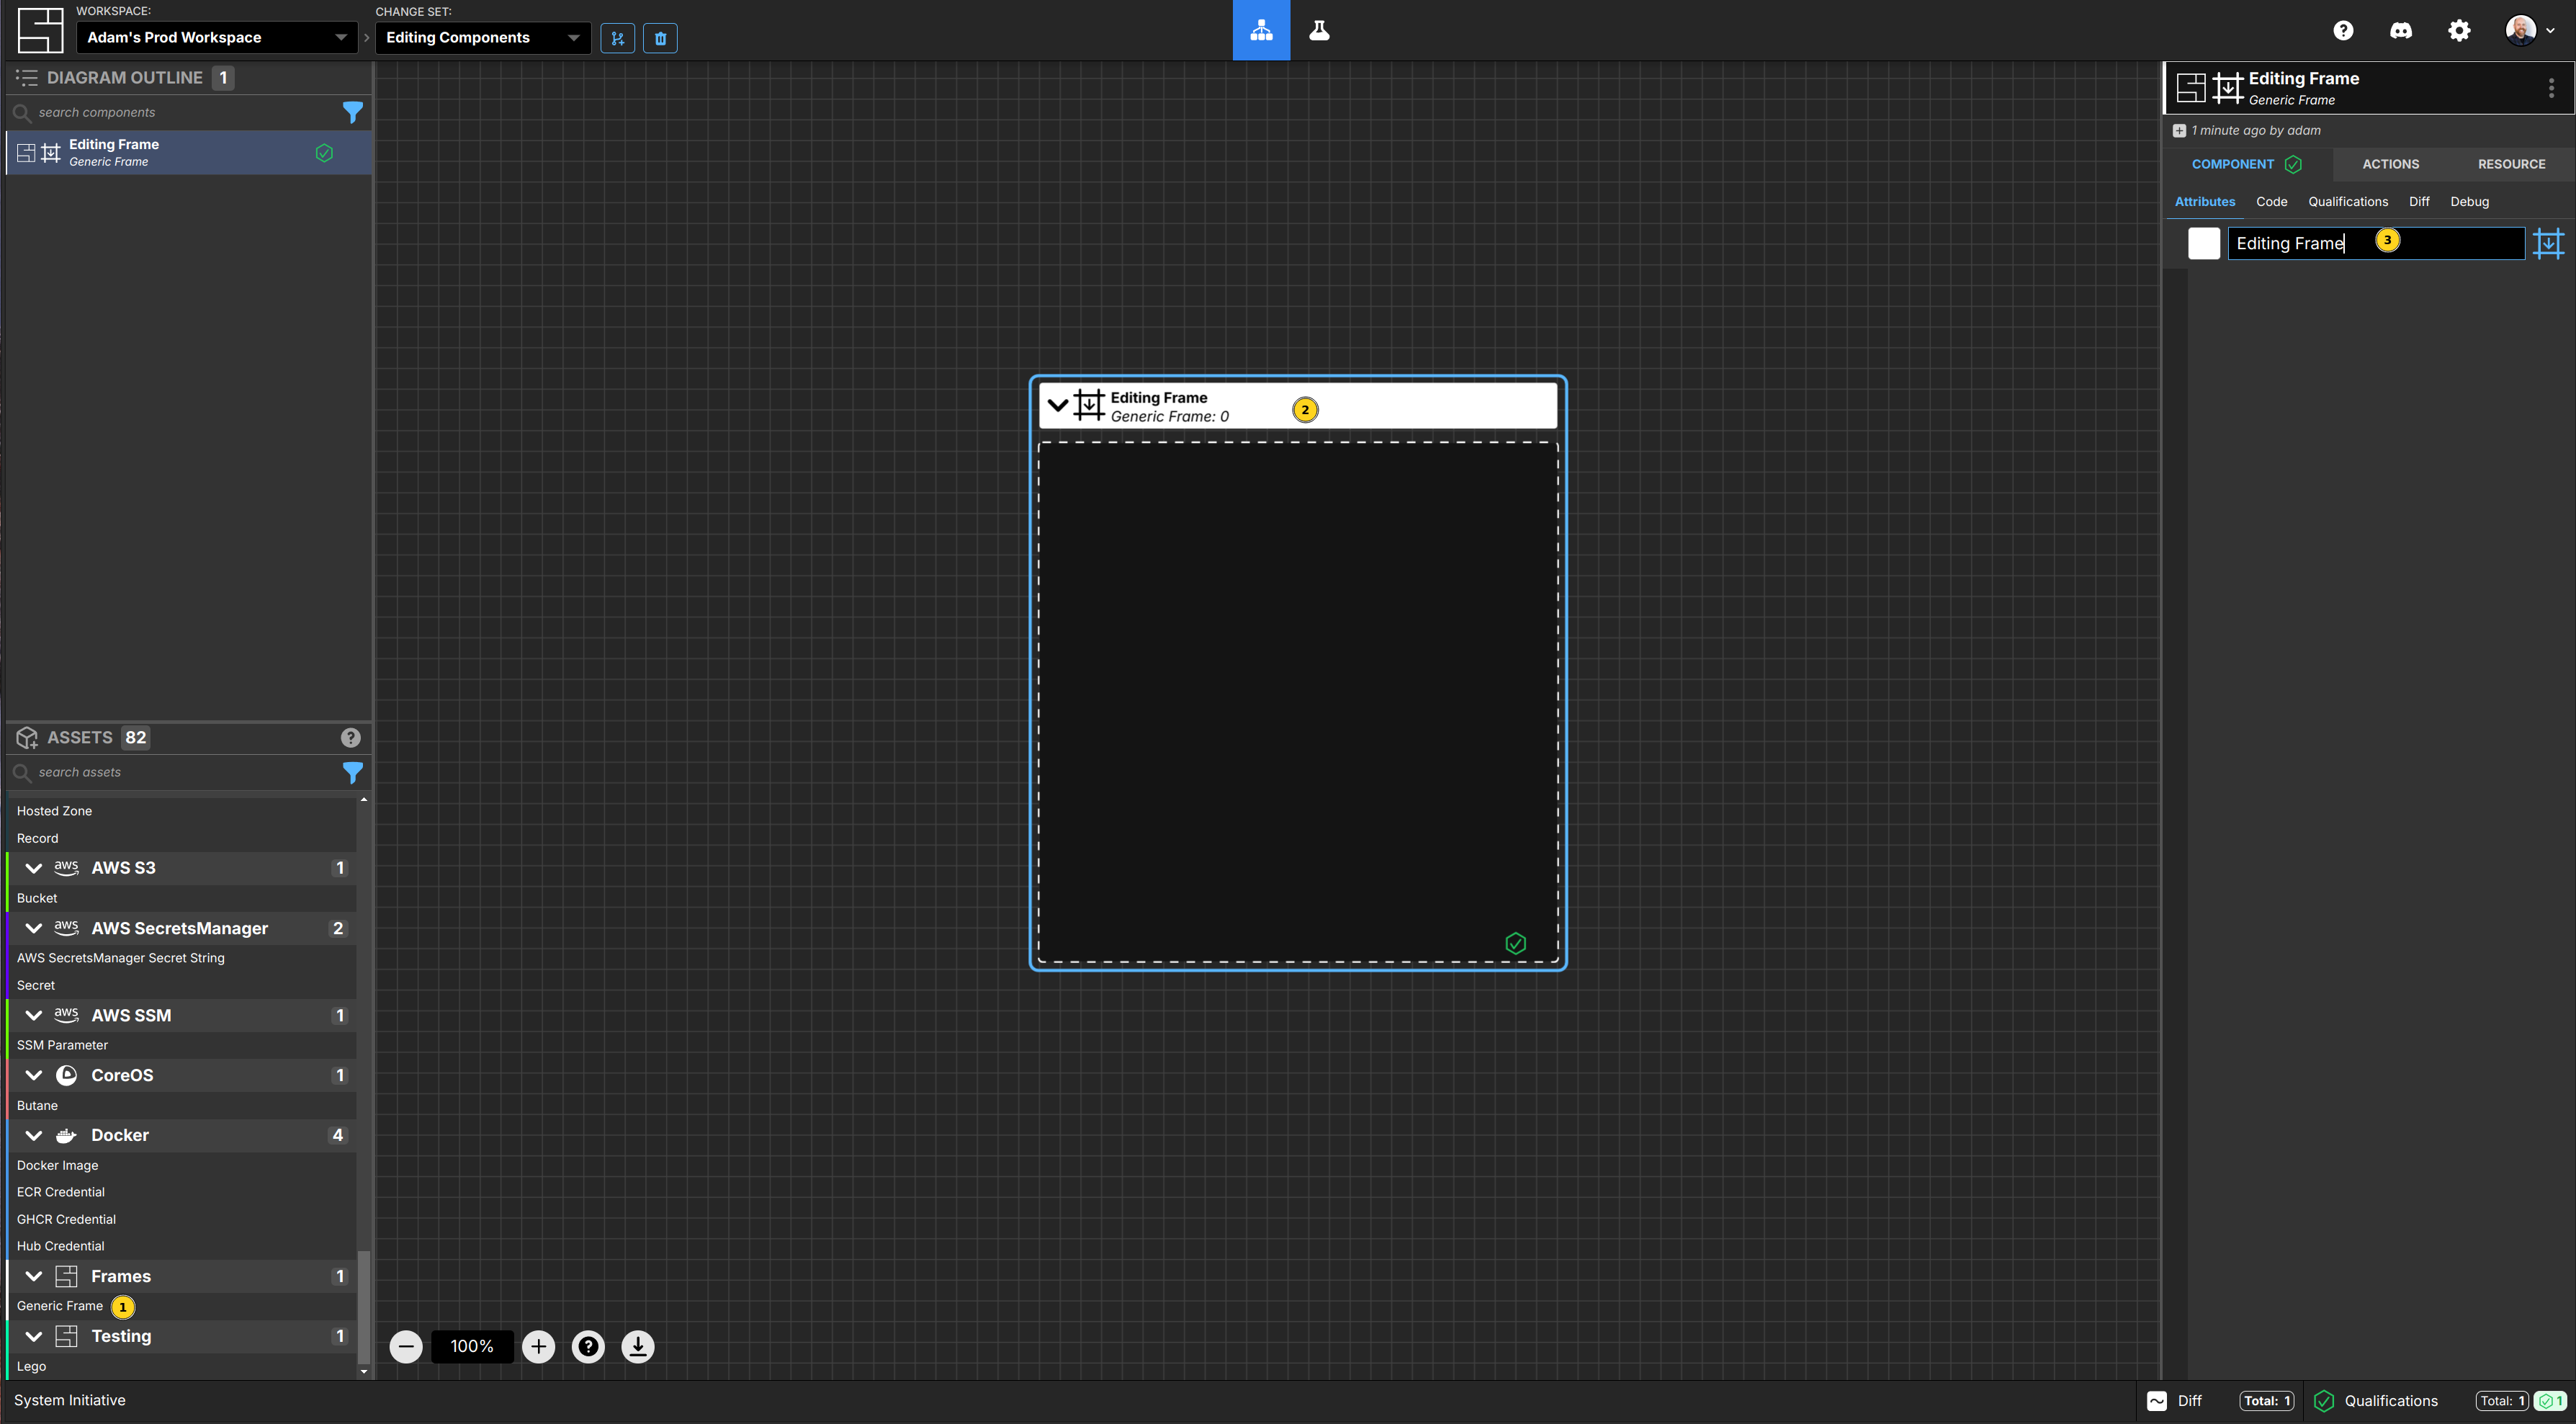 WORKSPACE:
Adam's Prod Workspace
CHANGE SET:
Editing Components
DIAGRAM OUTLINE 1
search components
Editing Frame
Generic Frame
ASSETS 82
search assets
Hosted Zone
Record
aws AWS S3 1
Bucket
aws AWS SecretsManager 2
AWS SecretsManager Secret String
Secret
aws AWS SSM 1
SSM Parameter
CoreOS 1
Butane
Docker 4
Docker Image
ECR Credential
GHCR Credential
Hub Credential
Frames 1
Generic Frame 1
Testing 1
Lego
Editing Frame
Generic Frame: 0
2
100%
Editing Frame
Generic Frame
1 minute ago by adam
COMPONENT ACTIONS RESOURCE
Attributes Code Qualifications Diff Debug
Editing Frame 3
System Initiative
Diff Total: 1 Qualifications Total: 1 1